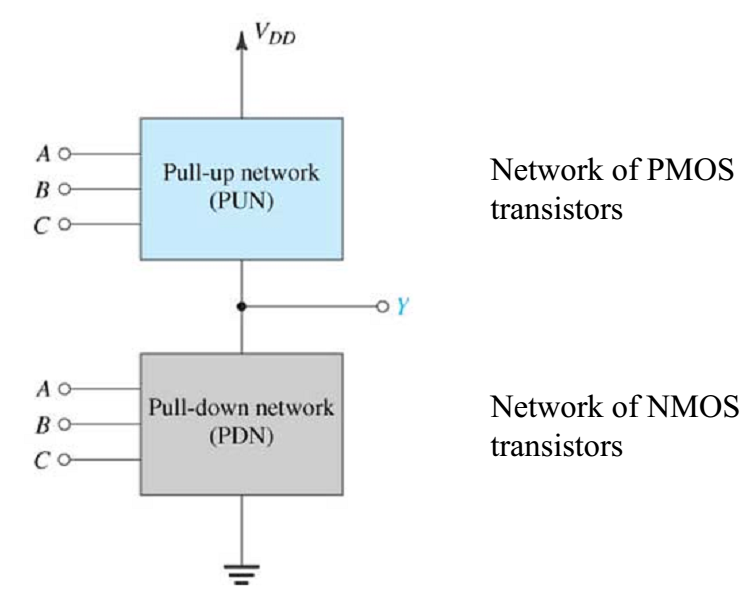 V_DD
A
B
C
Pull-up network
(PUN)
Network of PMOS
transistors
Y
A
B
C
Pull-down network
(PDN)
Network of NMOS
transistors